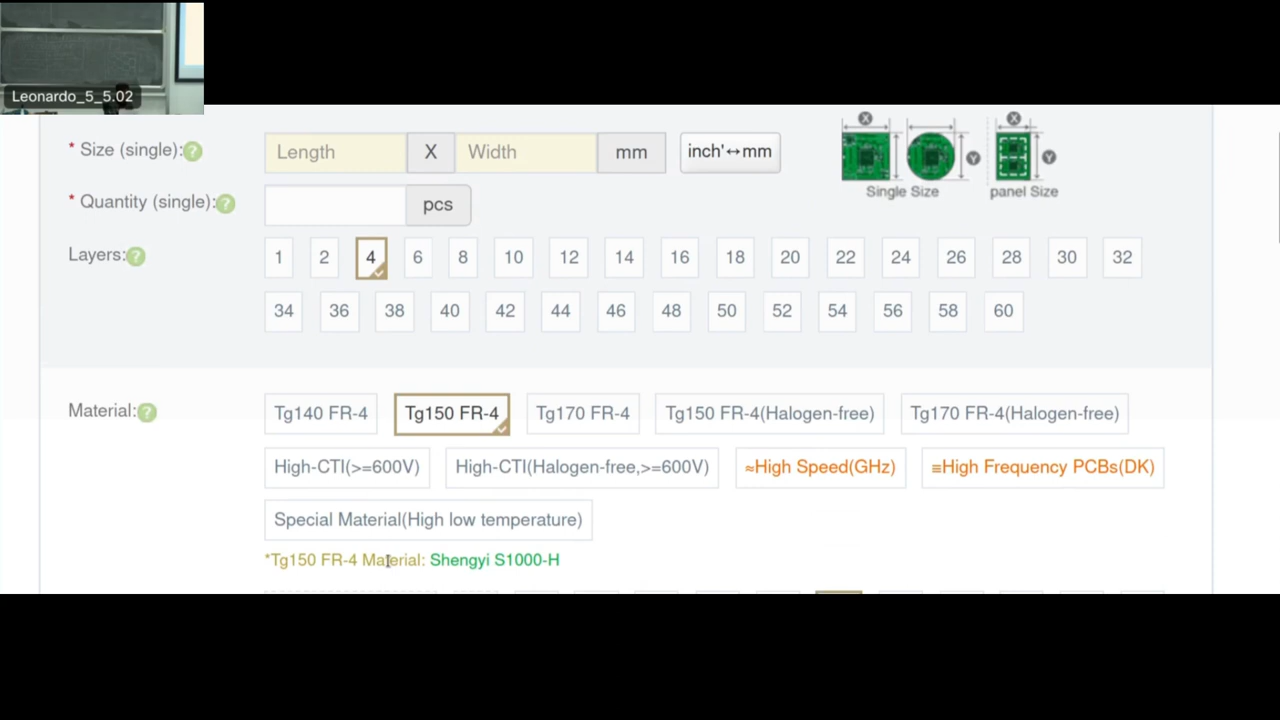 Leonardo_5_5.02
* Size (single): ? Length X Width mm inch'↔mm
X X
Y Y
Single Size panel Size
* Quantity (single): ? pcs
Layers: ? 1 2 4 6 8 10 12 14 16 18 20 22 24 26 28 30 32
34 36 38 40 42 44 46 48 50 52 54 56 58 60
Material: ? Tg140 FR-4 Tg150 FR-4 Tg170 FR-4 Tg150 FR-4(Halogen-free) Tg170 FR-4(Halogen-free)
High-CTI(>=600V) High-CTI(Halogen-free,>=600V) ≈High Speed(GHz) ≡High Frequency PCBs(DK)
Special Material(High low temperature)
*Tg150 FR-4 Material: Shengyi S1000-H